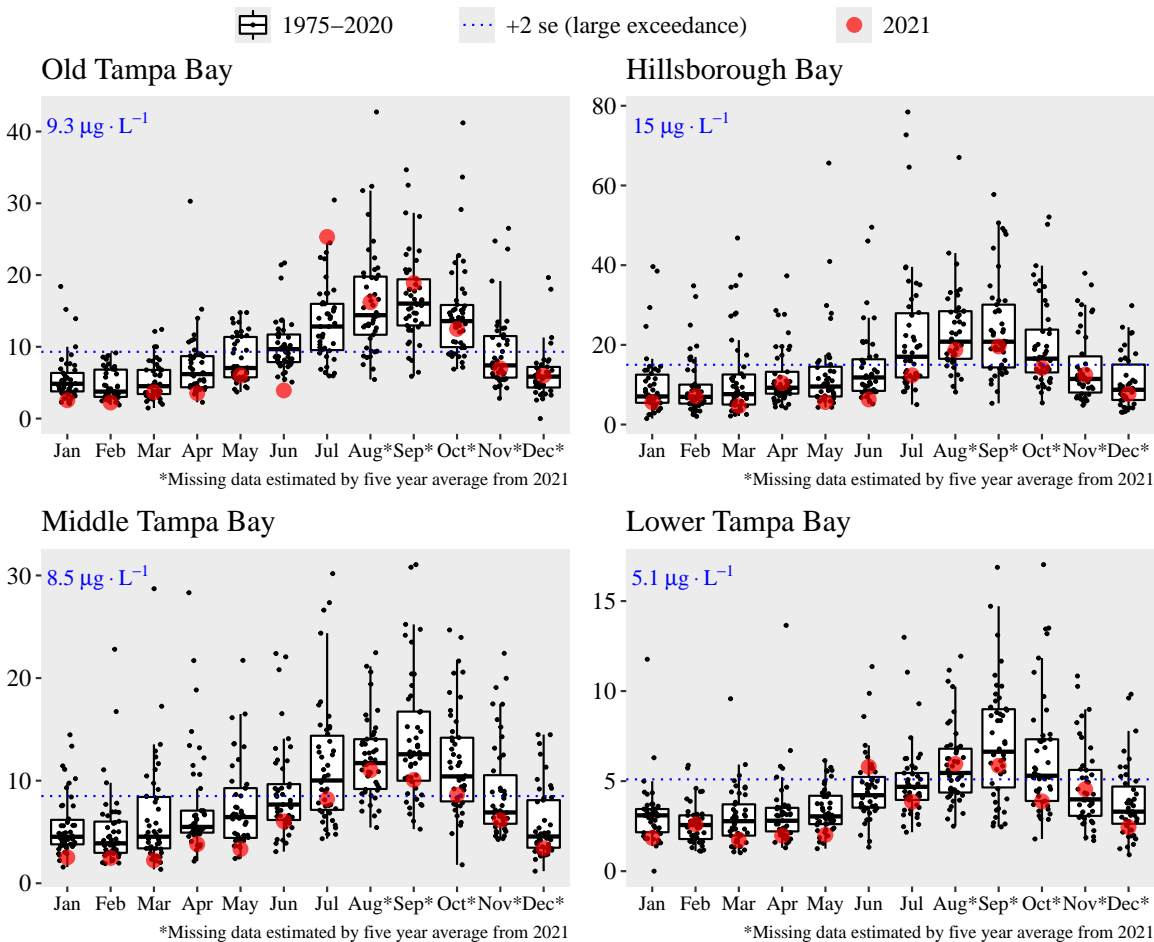 1975−2020 +2 se (large exceedance) 2021
Old Tampa Bay
9.3 μg · L−1
40
30
20
10
0
Jan Feb Mar Apr May Jun Jul Aug* Sep* Oct* Nov* Dec*
*Missing data estimated by five year average from 2021
Hillsborough Bay
15 μg · L−1
80
60
40
20
0
Jan Feb Mar Apr May Jun Jul Aug* Sep* Oct* Nov* Dec*
*Missing data estimated by five year average from 2021
Middle Tampa Bay
8.5 μg · L−1
30
20
10
0
Jan Feb Mar Apr May Jun Jul Aug* Sep* Oct* Nov* Dec*
*Missing data estimated by five year average from 2021
Lower Tampa Bay
5.1 μg · L−1
15
10
5
0
Jan Feb Mar Apr May Jun Jul Aug* Sep* Oct* Nov* Dec*
*Missing data estimated by five year average from 2021